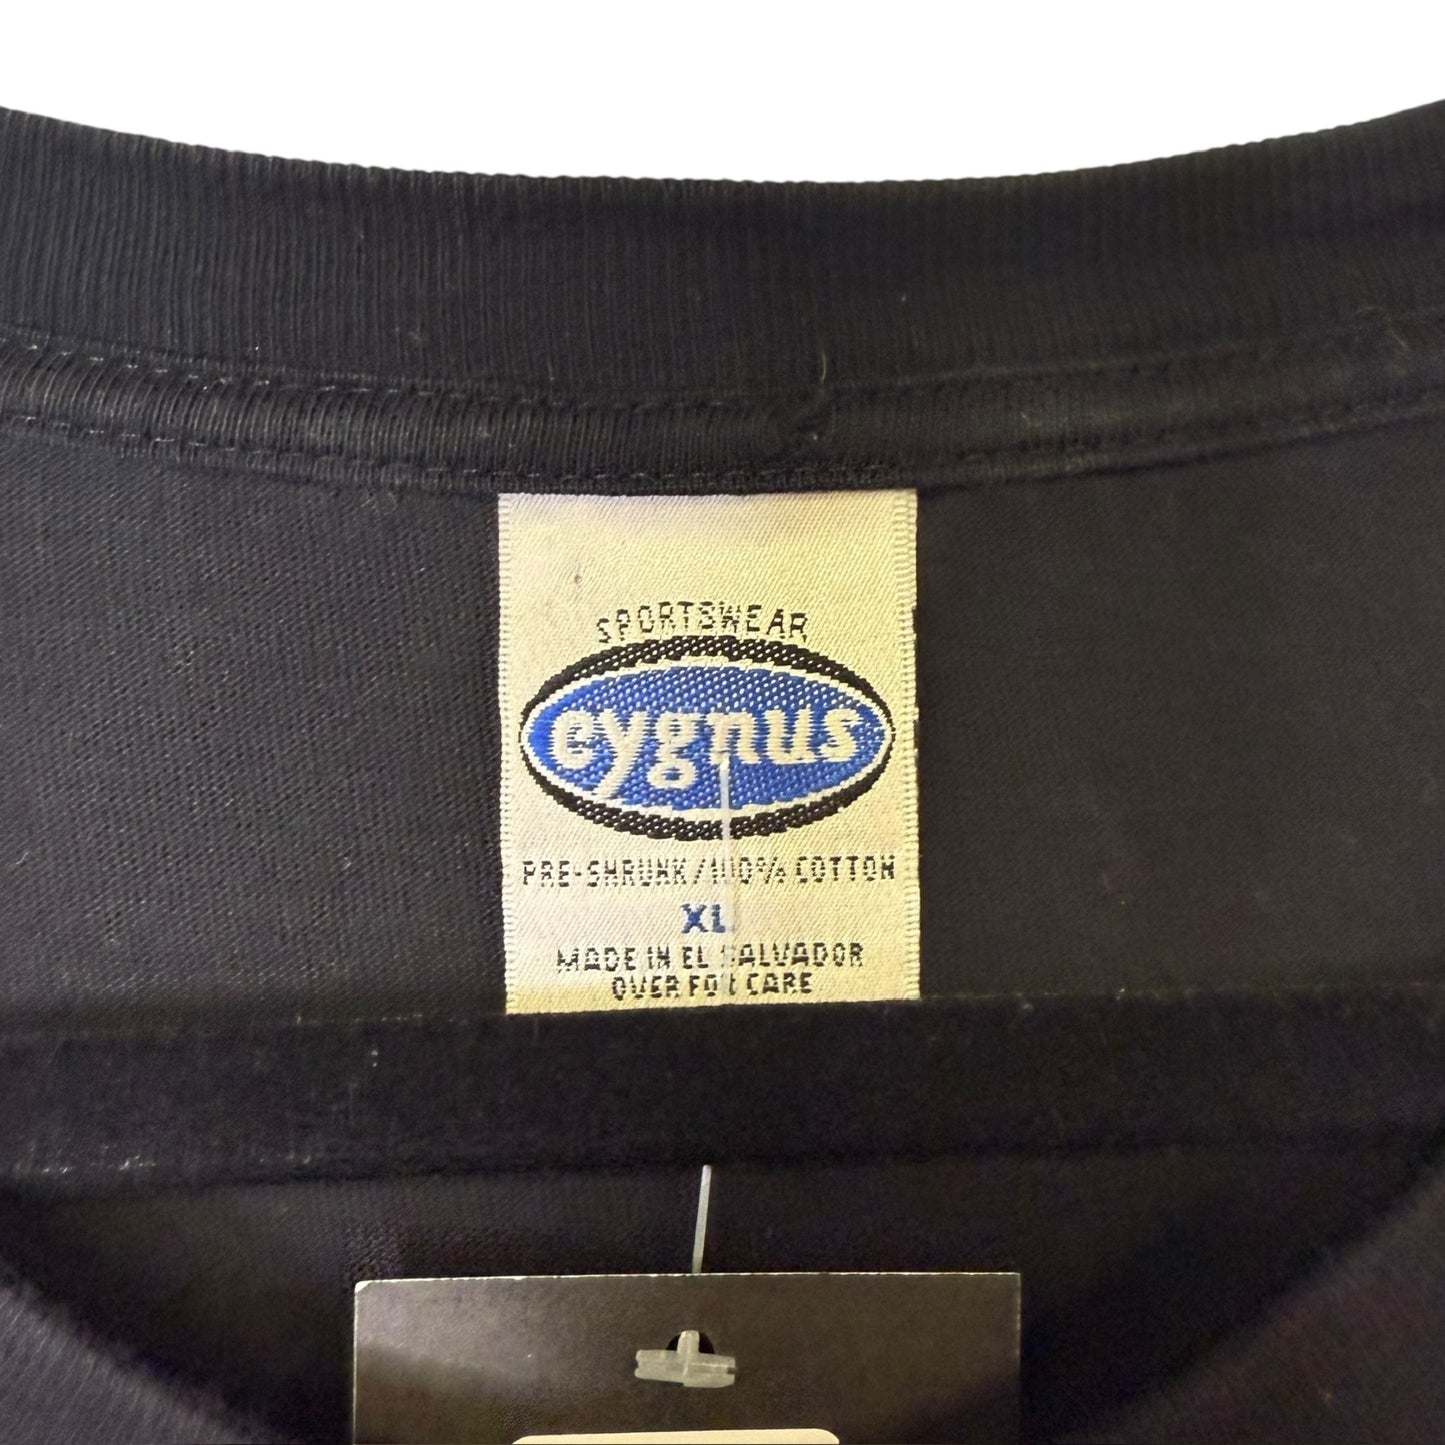 SPORTSWEAR
cygnus
PRE-SHRUNK/100% COTTON
XL
MADE IN EL SALVADOR
OVER FOR CARE